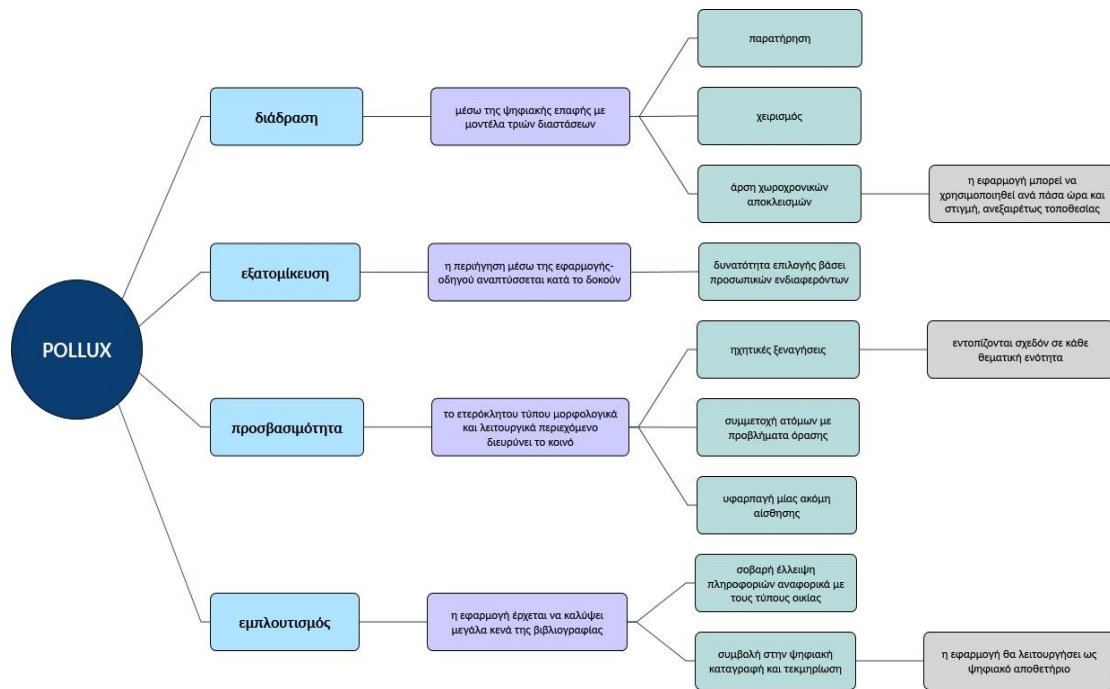 POLLUX
διάδραση
μέσω της ψηφιακής επαφής με
μοντέλα τριών διαστάσεων
παρατήρηση
χειρισμός
άρση χωροχρονικών
αποκλεισμών
η εφαρμογή μπορεί να
χρησιμοποιηθεί ανά πάσα ώρα και
στιγμή, ανεξαιρέτως τοποθεσίας
εξατομίκευση
η περιήγηση μέσω της εφαρμογής-
οδηγού αναπτύσσεται κατά το δοκούν
δυνατότητα επιλογής βάσει
προσωπικών ενδιαφερόντων
προσβασιμότητα
το ετερόκλητου τύπου μορφολογικά
και λειτουργικά περιεχόμενο
διευρύνει το κοινό
ηχητικές ξεναγήσεις
εντοπίζονται σχεδόν σε κάθε
θεματική ενότητα
συμμετοχή ατόμων με
προβλήματα όρασης
υφαρπαγή μίας ακόμη
αίσθησης
εμπλουτισμός
η εφαρμογή έρχεται να καλύψει
μεγάλα κενά της βιβλιογραφίας
σοβαρή έλλειψη
πληροφοριών αναφορικά με
τους τύπους οικίας
συμβολή στην ψηφιακή
καταγραφή και τεκμηρίωση
η εφαρμογή θα λειτουργήσει ως
ψηφιακό αποθετήριο